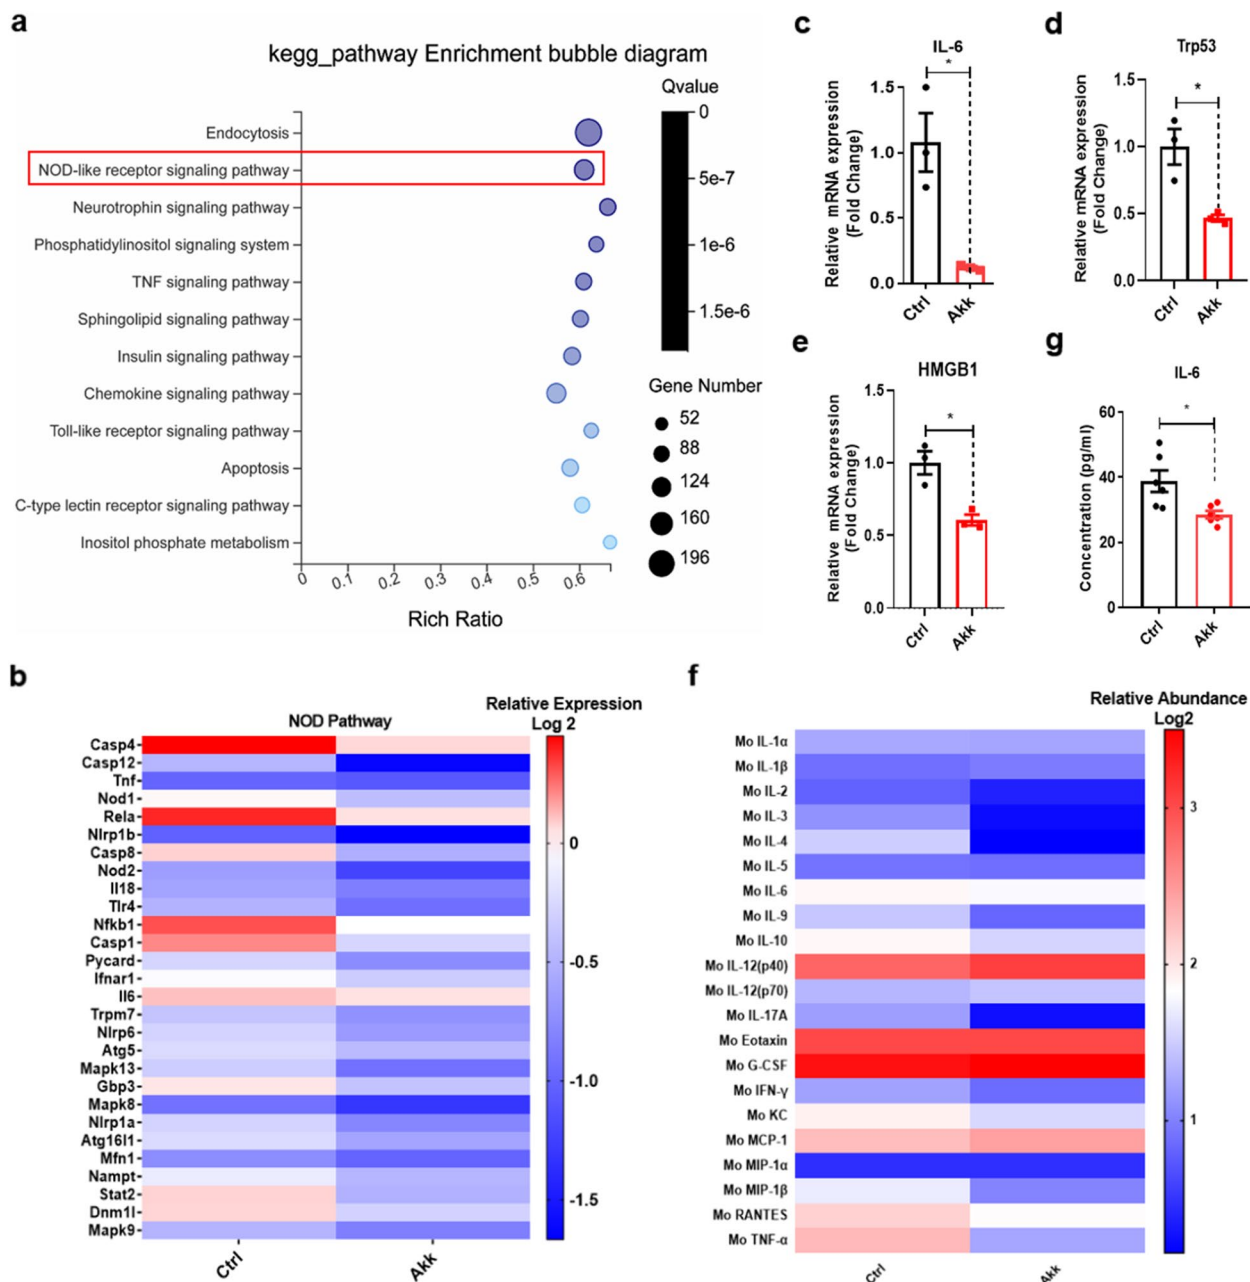 a
kegg_pathway Enrichment bubble diagram
Endocytosis
NOD-like receptor signaling pathway
Neurotrophin signaling pathway
Phosphatidylinositol signaling system
TNF signaling pathway
Sphingolipid signaling pathway
Insulin signaling pathway
Chemokine signaling pathway
Toll-like receptor signaling pathway
Apoptosis
C-type lectin receptor signaling pathway
Inositol phosphate metabolism
0 0.1 0.2 0.3 0.4 0.5 0.6
Rich Ratio
Qvalue
0
5e-7
1e-6
1.5e-6
Gene Number
52
88
124
160
196
c
IL-6
*
Relative mRNA expression
(Fold Change)
1.5
1.0
0.5
0.0
Ctrl Akk
d
Trp53
*
Relative mRNA expression
(Fold Change)
1.5
1.0
0.5
0.0
Ctrl Akk
e
HMGB1
*
Relative mRNA expression
(Fold Change)
1.5
1.0
0.5
0.0
Ctrl Akk
g
IL-6
*
Concentration (pg/ml)
60
40
20
0
Ctrl Akk
b
NOD Pathway
Relative Expression
Log 2
Casp4
Casp12
Tnf
Nod1
Rela
Nlrp1b
Casp8
Nod2
Il18
Tlr4
Nfkb1
Casp1
Pycard
Ifnar1
Il6
Trpm7
Nlrp6
Atg5
Mapk13
Gbp3
Mapk8
Nlrp1a
Atg16l1
Mfn1
Nampt
Stat2
Dnm1l
Mapk9
Ctrl Akk
0
-0.5
-1.0
-1.5
f
Relative Abundance
Log2
Mo IL-1α
Mo IL-1β
Mo IL-2
Mo IL-3
Mo IL-4
Mo IL-5
Mo IL-6
Mo IL-9
Mo IL-10
Mo IL-12(p40)
Mo IL-12(p70)
Mo IL-17A
Mo Eotaxin
Mo G-CSF
Mo IFN-γ
Mo KC
Mo MCP-1
Mo MIP-1α
Mo MIP-1β
Mo RANTES
Mo TNF-α
Ctrl Akk
3
2
1